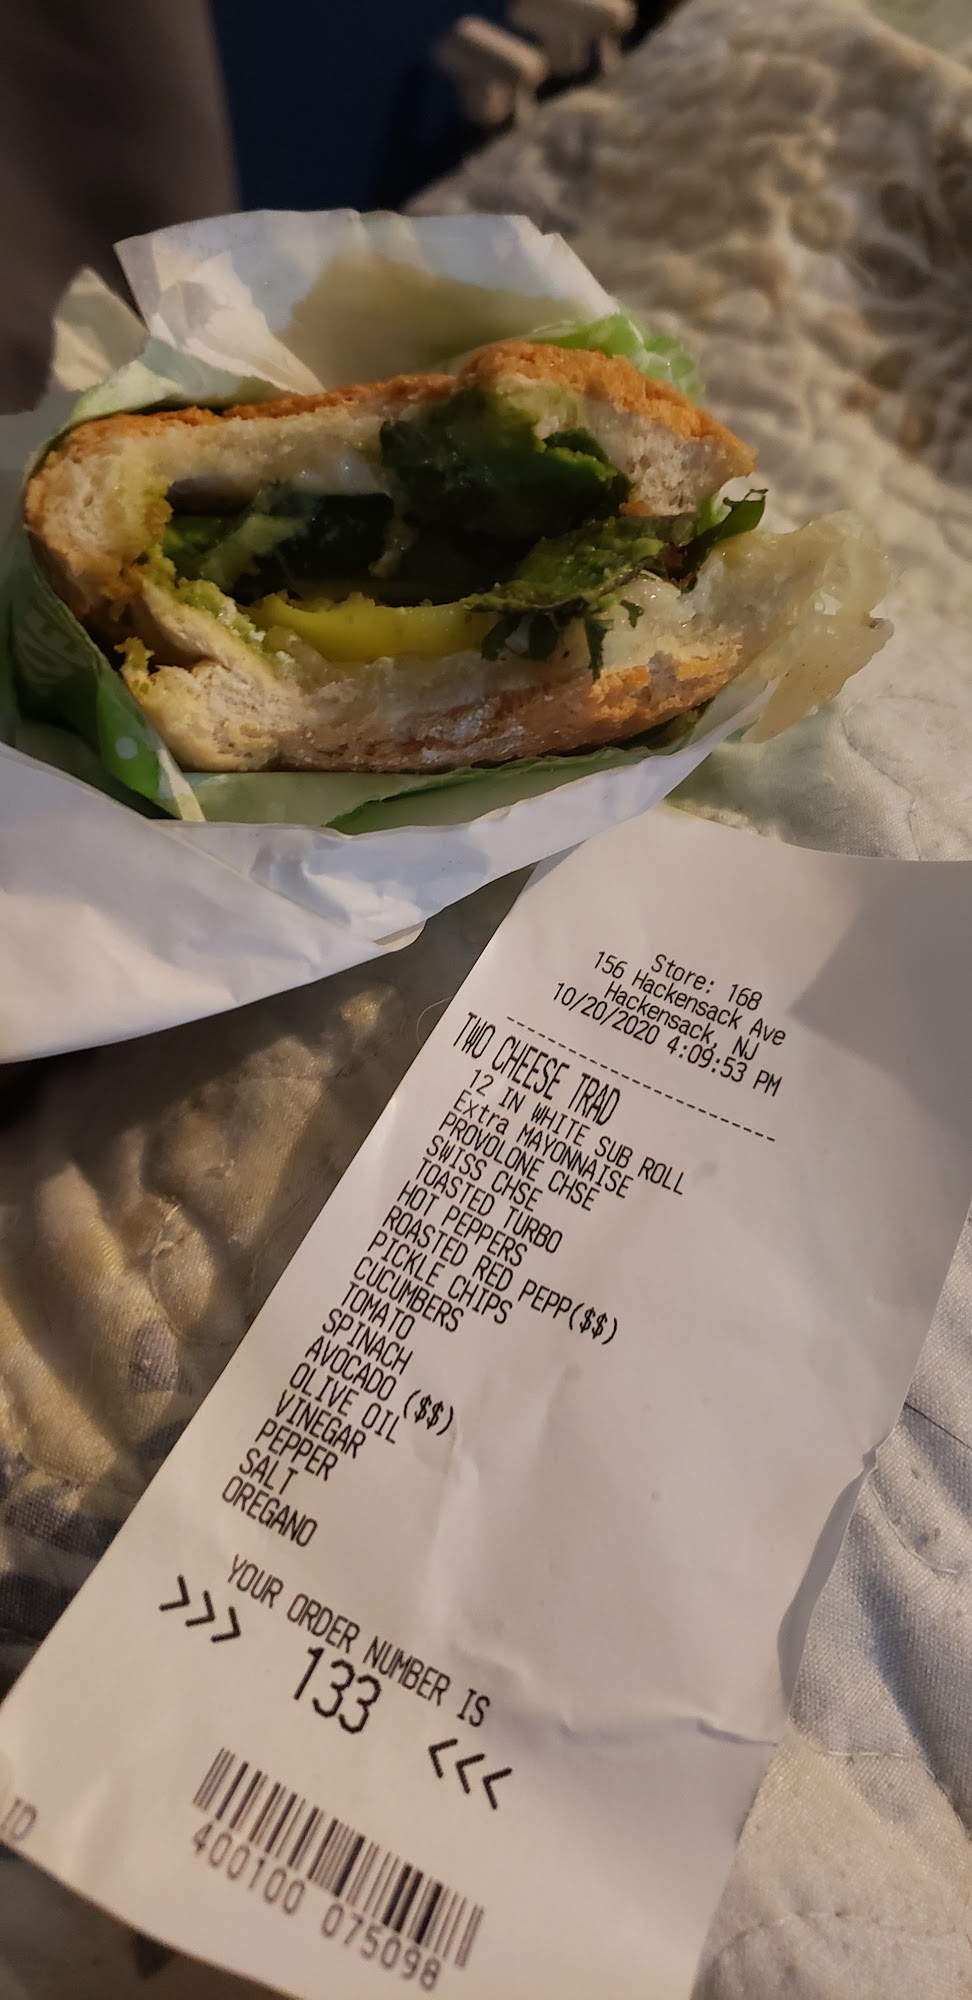 Store: 168
156 Hackensack Ave
Hackensack, NJ
10/20/2020 4:09:53 PM
TWO CHEESE TRAD
12 IN WHITE SUB ROLL
Extra MAYONNAISE
PROVOLONE CHSE
SWISS CHSE
TOASTED TURBO
HOT PEPPERS
ROASTED RED PEPP($$)
PICKLE CHIPS
CUCUMBERS
TOMATO
SPINACH
AVOCADO ($$)
OLIVE OIL
VINEGAR
PEPPER
SALT
OREGANO
YOUR ORDER NUMBER IS
>>> 133 <<<
400100 075098
ID